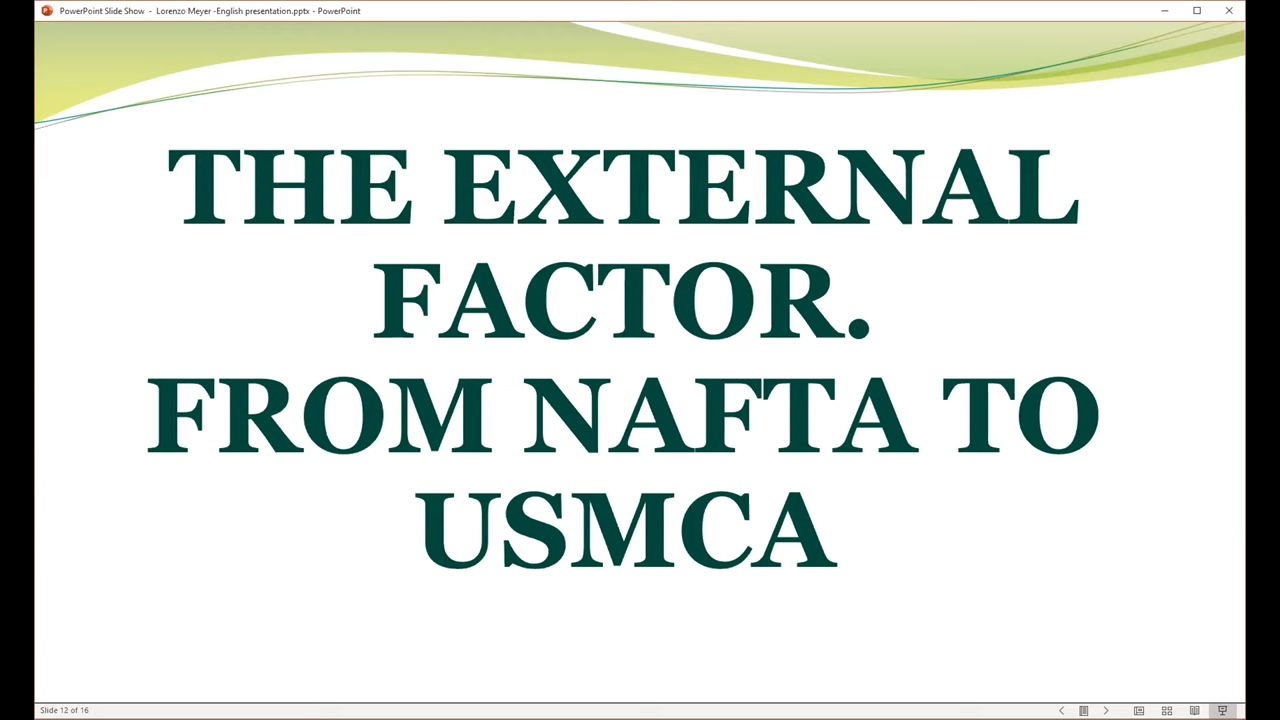 PowerPoint Slide Show - Lorenzo Meyer -English presentation.pptx - PowerPoint
THE EXTERNAL
FACTOR.
FROM NAFTA TO
USMCA
Slide 12 of 16